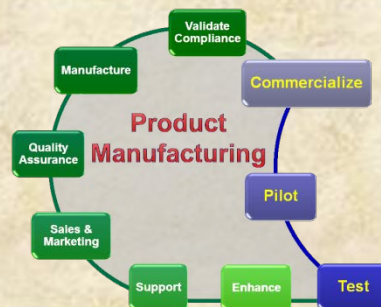 Validate
Compliance
Manufacture
Commercialize
Product
Manufacturing
Quality
Assurance
Pilot
Sales &
Marketing
Support
Enhance
Test